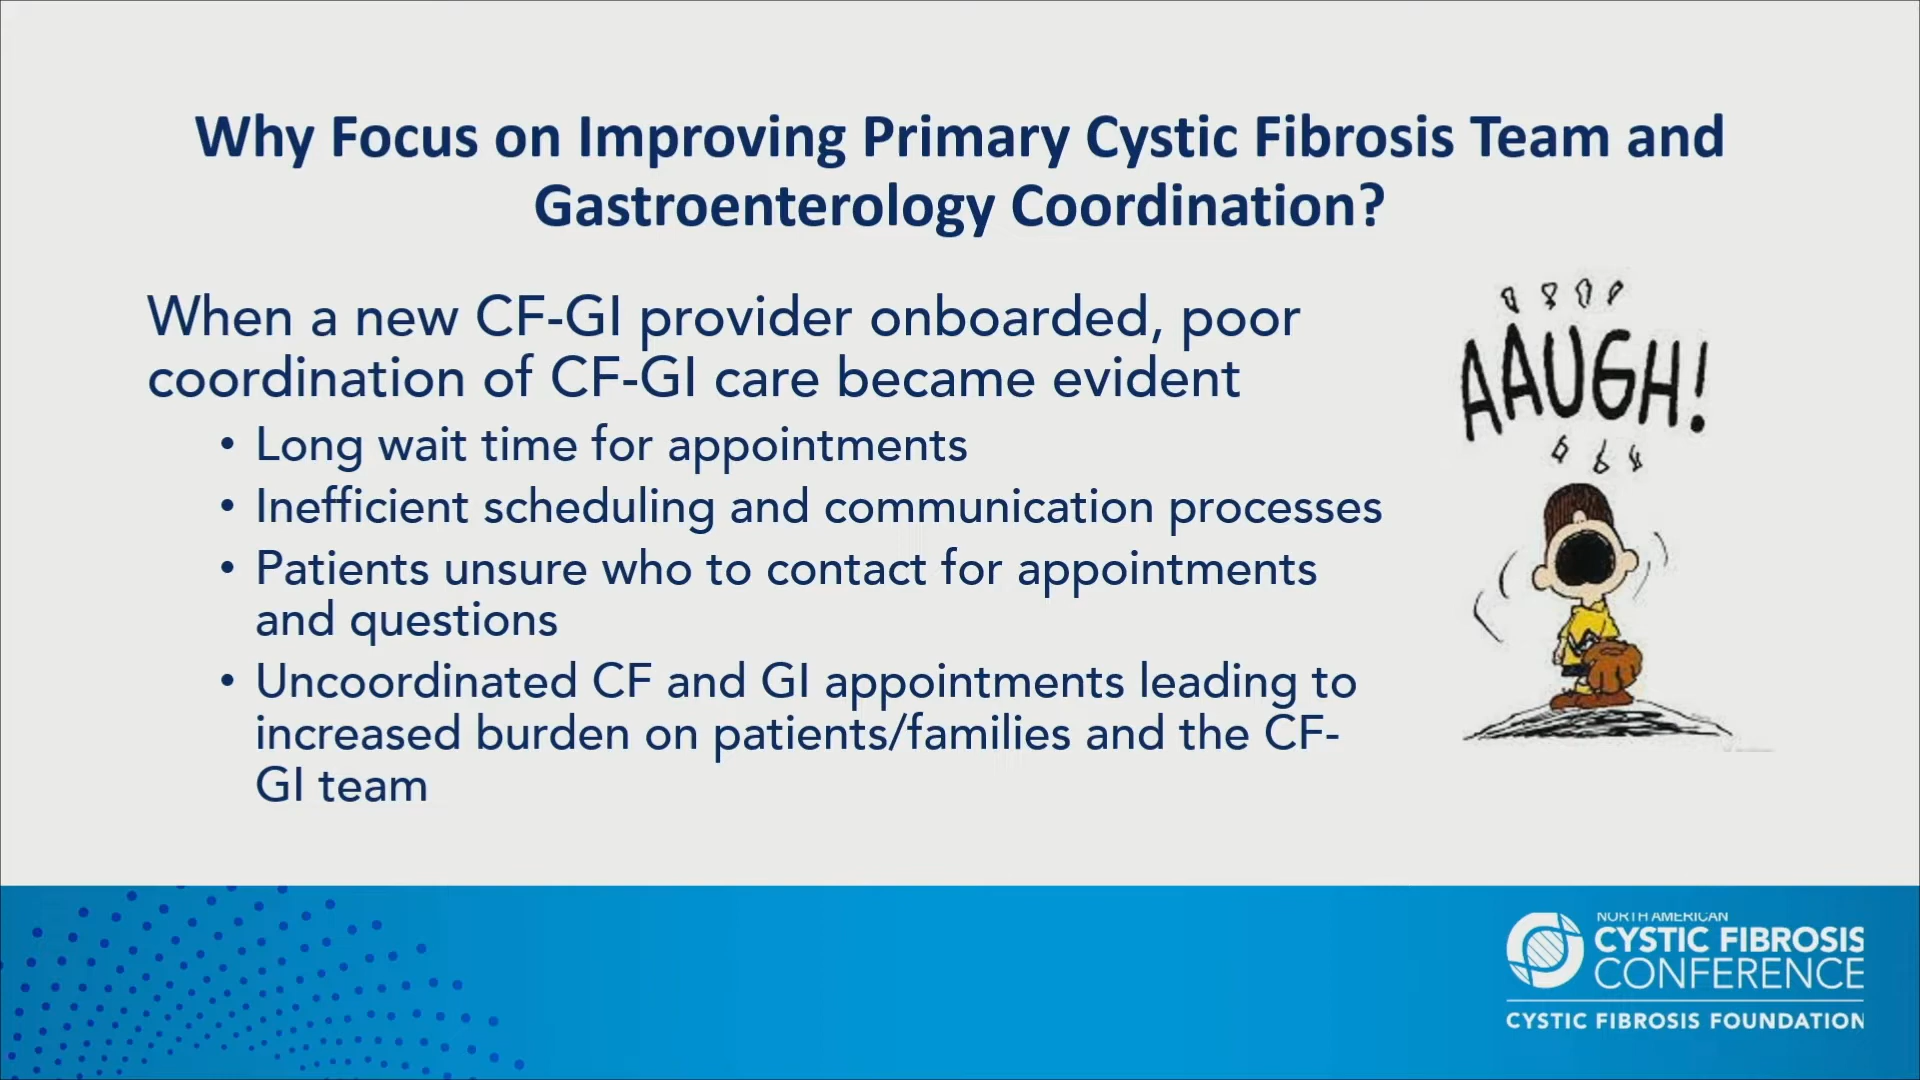 Why Focus on Improving Primary Cystic Fibrosis Team and
Gastroenterology Coordination?
When a new CF-GI provider onboarded, poor
coordination of CF-GI care became evident
• Long wait time for appointments
• Inefficient scheduling and communication processes
• Patients unsure who to contact for appointments
and questions
• Uncoordinated CF and GI appointments leading to
increased burden on patients/families and the CF-
GI team
AAUGH!
NORTH AMERICAN
CYSTIC FIBROSIS
CONFERENCE
CYSTIC FIBROSIS FOUNDATION